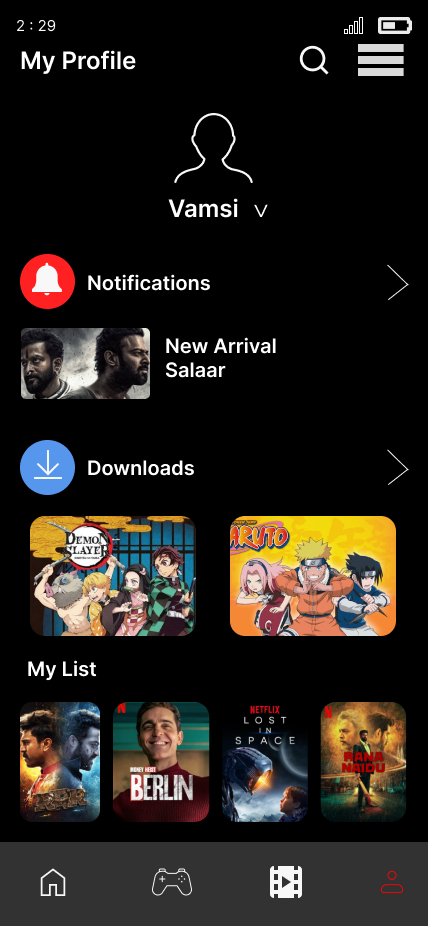 2 : 29
My Profile
Vamsi
Notifications
New Arrival
Salaar
Downloads
DEMON
SLAYER
NARUTO
My List
RRR
N
MONEY HEIST
BERLIN
NETFLIX
LOST
IN
SPACE
N
RANA
NAIDU